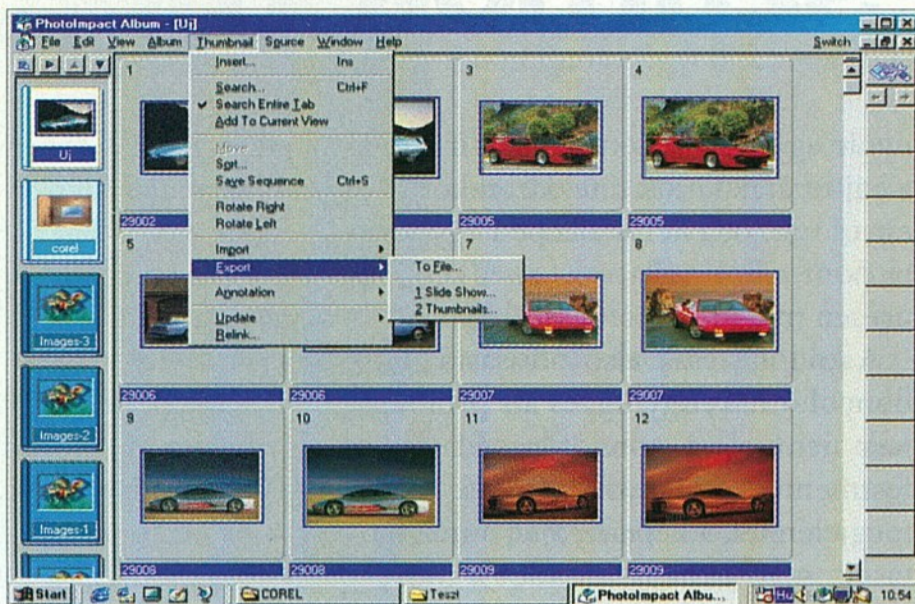 PhotoImpact Album - [Uj]
File Edit View Album Thumbnail Source Window Help Switch
Insert... Ins
Search... Ctrl+F
Search Entire Tab
Add To Current View
Move
Sort...
Save Sequence Ctrl+S
Rotate Right
Rotate Left
Import
Export
Annotation
Update
Relink...
To File...
1 Slide Show...
2 Thumbnails...
Uj
corel
Images-3
Images-2
Images-1
1 3 4
29002 29005 29005
5 7 8
29006 29006 29007 29007
9 10 11 12
29008 29008 29009 29009
Start COREL Teszt PhotoImpact Albu... Hu 10:54